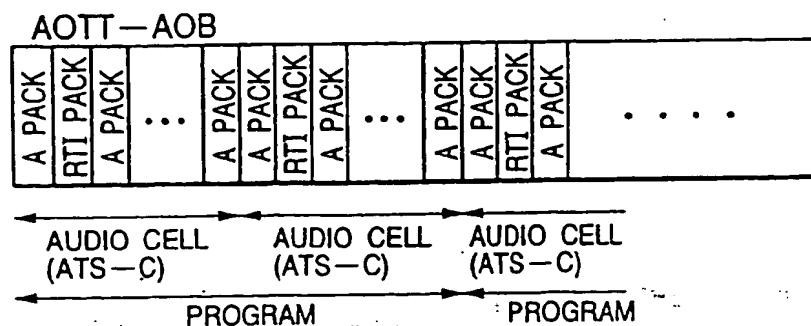 AOTT—AOB
A PACK
RTI PACK
A PACK
...
A PACK
A PACK
RTI PACK
A PACK
...
A PACK
A PACK
RTI PACK
A PACK
. . . .
AUDIO CELL
(ATS—C)
AUDIO CELL
(ATS—C)
AUDIO CELL
(ATS—C)
PROGRAM
PROGRAM